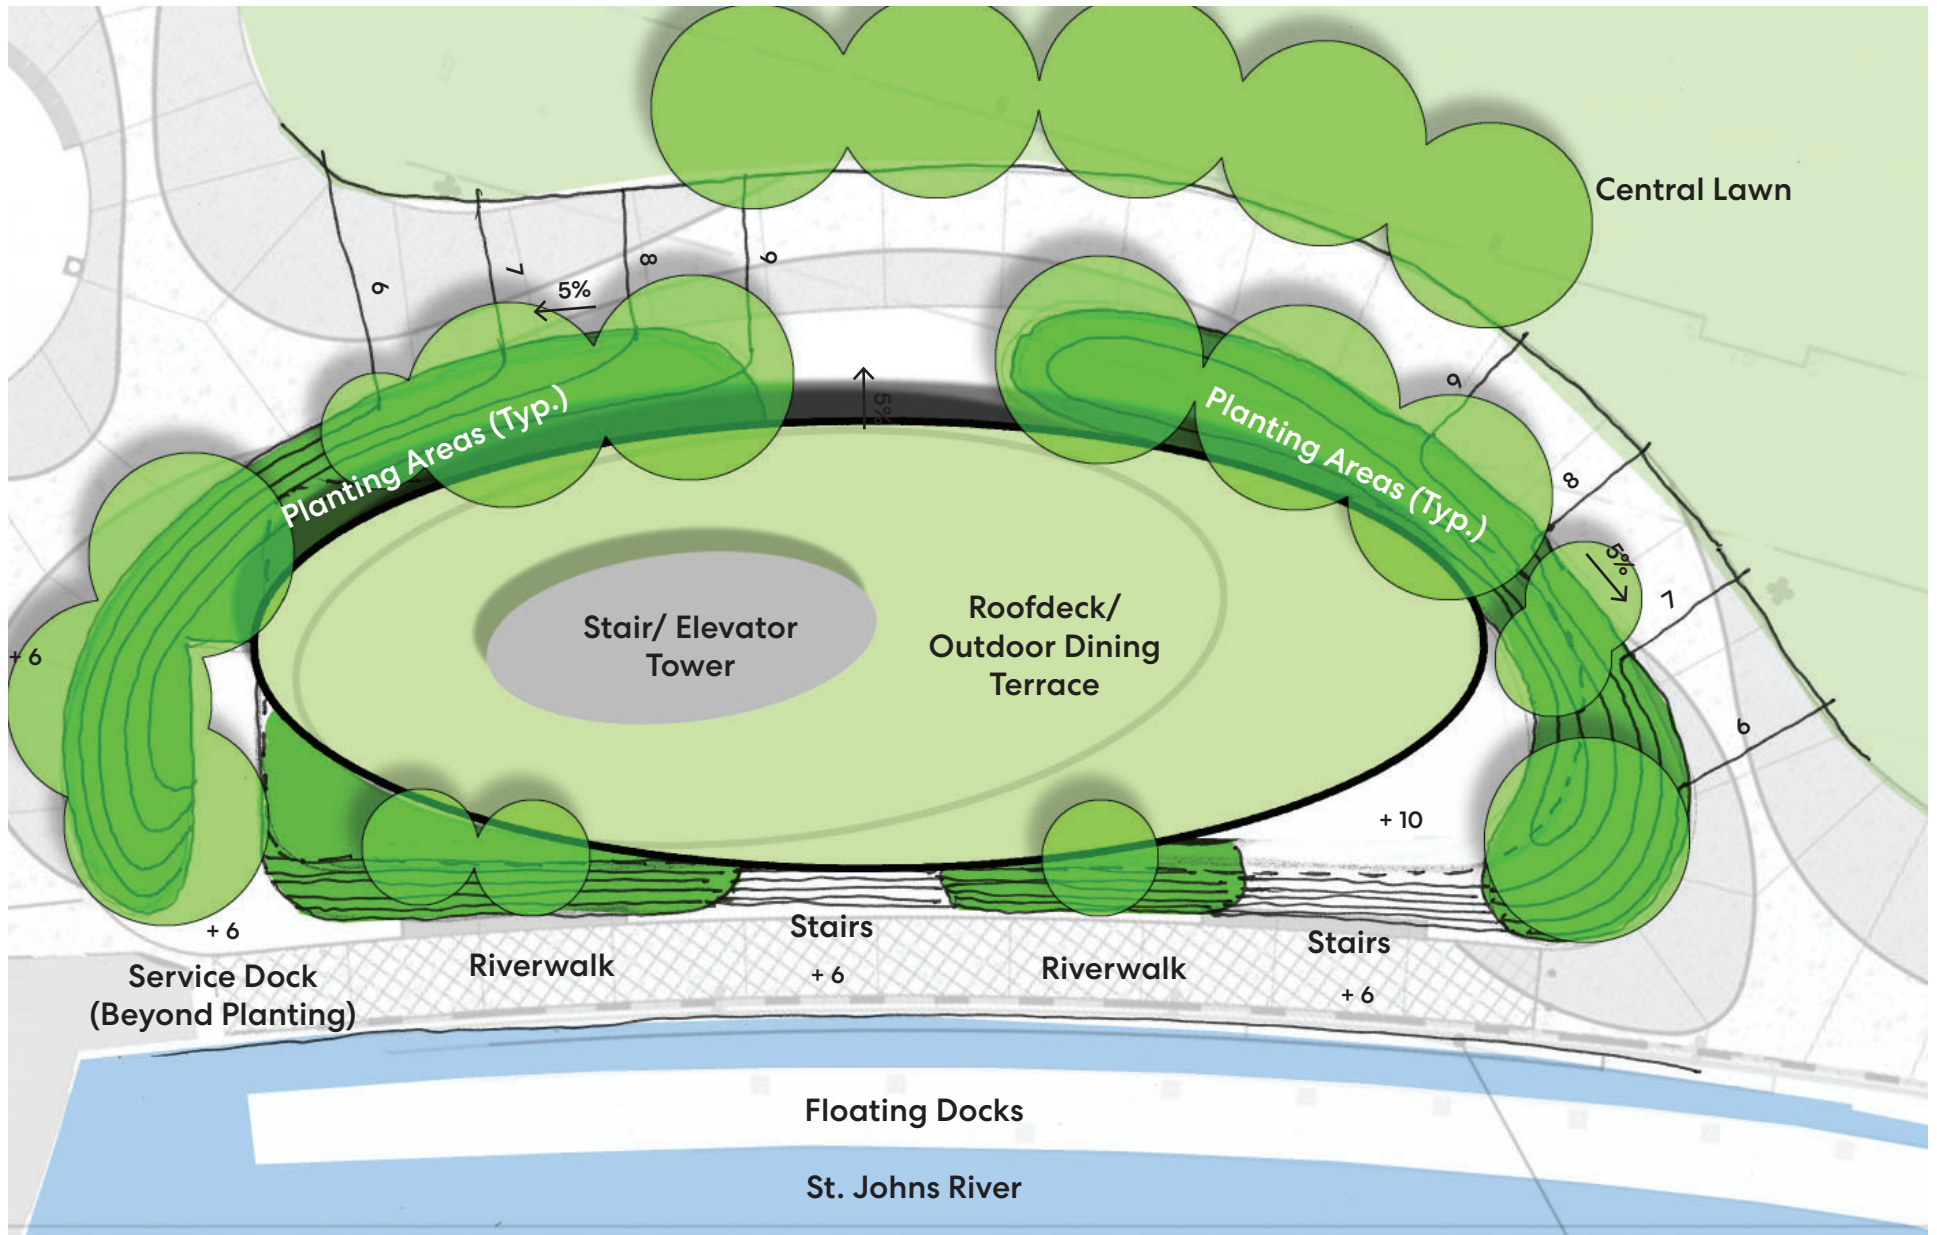 Central Lawn
6
7
8
9
5%
5%
9
8
5%
7
6
Planting Areas (Typ.)
Planting Areas (Typ.)
Stair/ Elevator
Tower
Roofdeck/
Outdoor Dining
Terrace
+ 6
+ 10
+ 6
Stairs
Stairs
Service Dock
(Beyond Planting)
Riverwalk
+ 6
Riverwalk
+ 6
Floating Docks
St. Johns River